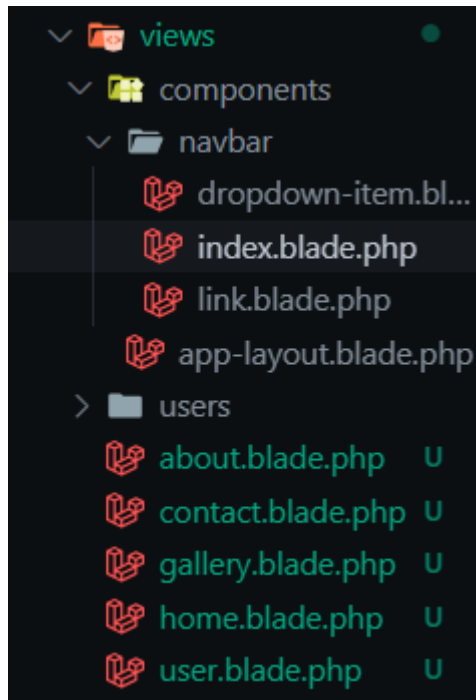 views
components
navbar
dropdown-item.bl...
index.blade.php
link.blade.php
app-layout.blade.php
users
about.blade.php U
contact.blade.php U
gallery.blade.php U
home.blade.php U
user.blade.php U